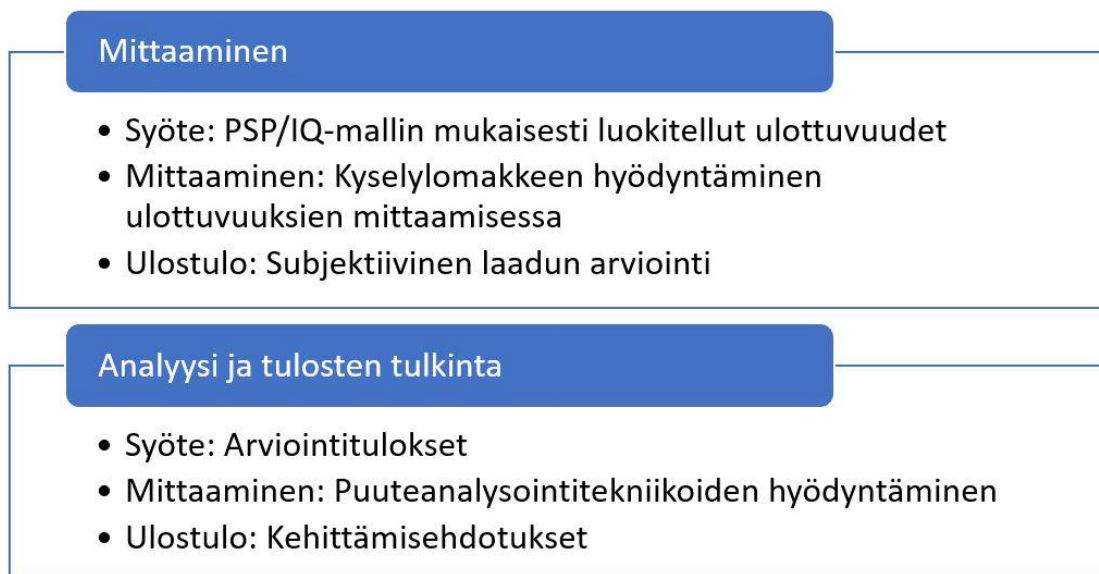 Mittaaminen
• Syöte: PSP/IQ-mallin mukaisesti luokitellut ulottuvuudet
• Mittaaminen: Kyselylomakkeen hyödyntäminen
ulottuvuuksien mittaamisessa
• Ulostulo: Subjektiivinen laadun arviointi
Analyysi ja tulosten tulkinta
• Syöte: Arviointitulokset
• Mittaaminen: Puuteanalysointitekniikoiden hyödyntäminen
• Ulostulo: Kehittämisehdotukset